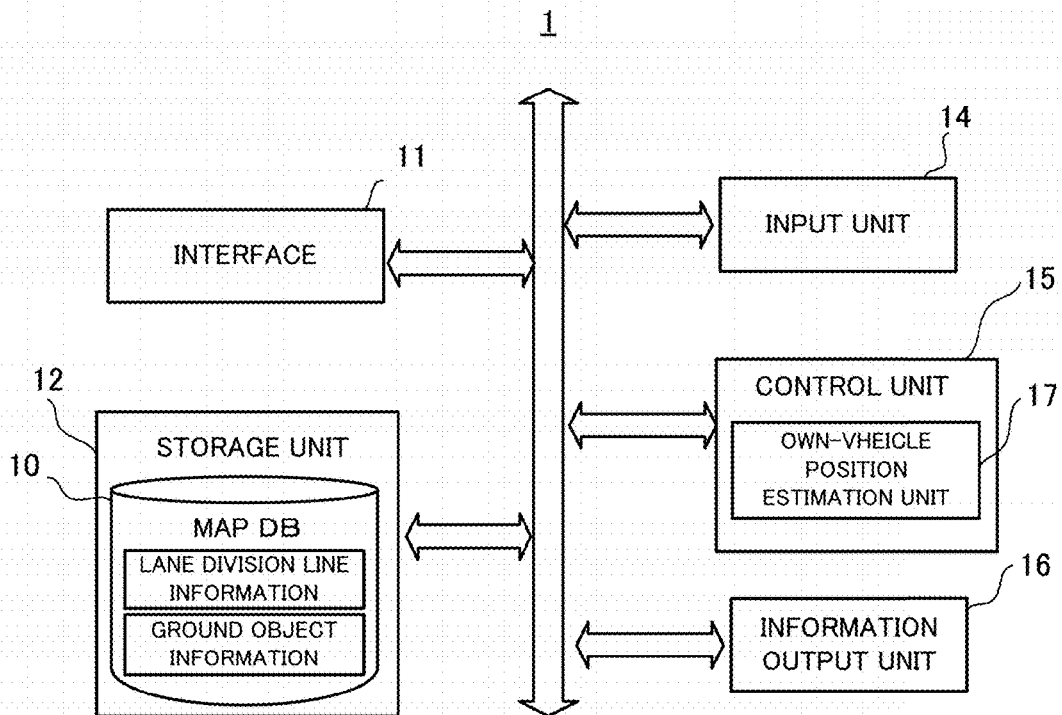 1
11
INTERFACE
14
INPUT UNIT
15
CONTROL UNIT
17
OWN-VHEICLE
POSITION
ESTIMATION UNIT
12
STORAGE UNIT
10
MAP DB
LANE DIVISION LINE
INFORMATION
GROUND OBJECT
INFORMATION
16
INFORMATION
OUTPUT UNIT